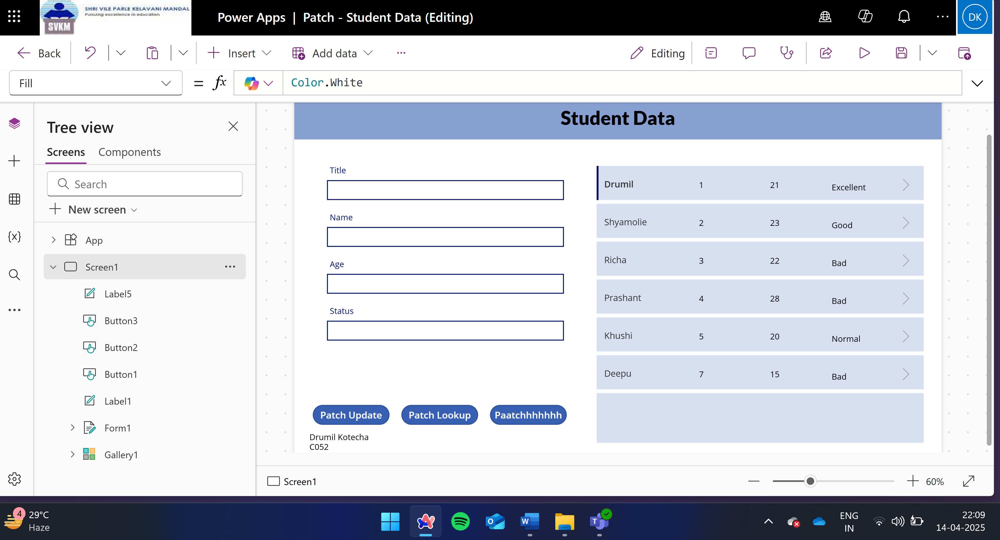 SHRI VILE PARLE KELAVANI MANDAL
Pursuing excellence in education
SVKM
Power Apps | Patch - Student Data (Editing)
DK
Back
Insert
Add data
Editing
Fill
= fx
Color.White
Tree view
Screens
Components
Search
New screen
App
Screen1
Label5
Button3
Button2
Button1
Label1
Form1
Gallery1
Student Data
Title
Name
Age
Status
Drumil 1 21 Excellent
Shyamolie 2 23 Good
Richa 3 22 Bad
Prashant 4 28 Bad
Khushi 5 20 Normal
Deepu 7 15 Bad
Patch Update
Patch Lookup
Paatchhhhhhh
Drumil Kotecha
C052
Screen1
60%
4
29°C
Haze
ENG
IN
22:09
14-04-2025